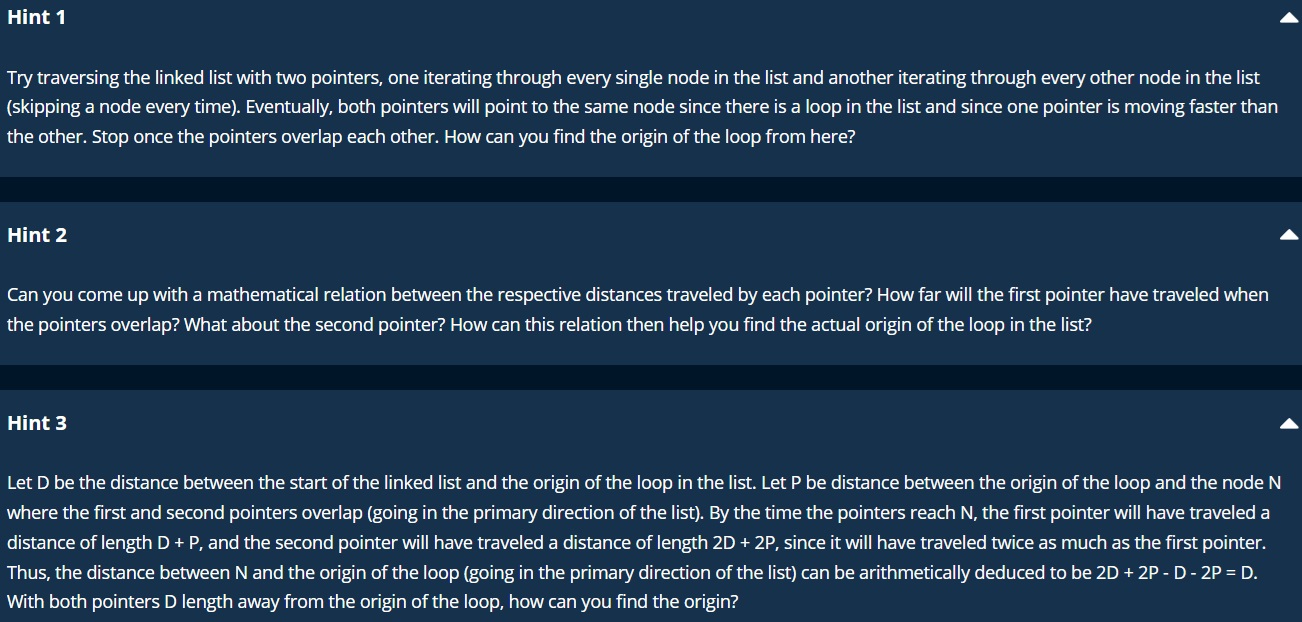 Hint 1
Try traversing the linked list with two pointers, one iterating through every single node in the list and another iterating through every other node in the list
(skipping a node every time). Eventually, both pointers will point to the same node since there is a loop in the list and since one pointer is moving faster than
the other. Stop once the pointers overlap each other. How can you find the origin of the loop from here?
Hint 2
Can you come up with a mathematical relation between the respective distances traveled by each pointer? How far will the first pointer have traveled when
the pointers overlap? What about the second pointer? How can this relation then help you find the actual origin of the loop in the list?
Hint 3
Let D be the distance between the start of the linked list and the origin of the loop in the list. Let P be distance between the origin of the loop and the node N
where the first and second pointers overlap (going in the primary direction of the list). By the time the pointers reach N, the first pointer will have traveled a
distance of length D + P, and the second pointer will have traveled a distance of length 2D + 2P, since it will have traveled twice as much as the first pointer.
Thus, the distance between N and the origin of the loop (going in the primary direction of the list) can be arithmetically deduced to be 2D + 2P - D - 2P = D.
With both pointers D length away from the origin of the loop, how can you find the origin?